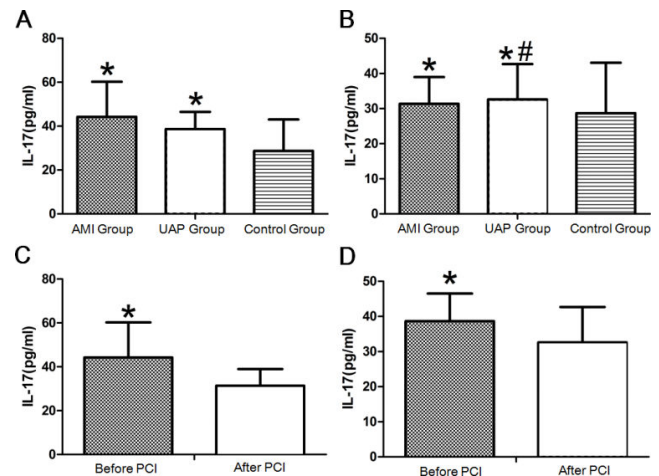 A
IL-17(pg/ml)
80
60
40
20
0
*
*
AMI Group UAP Group Control Group
B
IL-17(pg/ml)
50
40
30
20
10
0
*
*#
AMI Group UAP Group Control Group
C
IL-17(pg/ml)
80
60
40
20
0
*
Before PCI After PCI
D
IL-17(pg/ml)
50
40
30
20
10
0
*
Before PCI After PCI